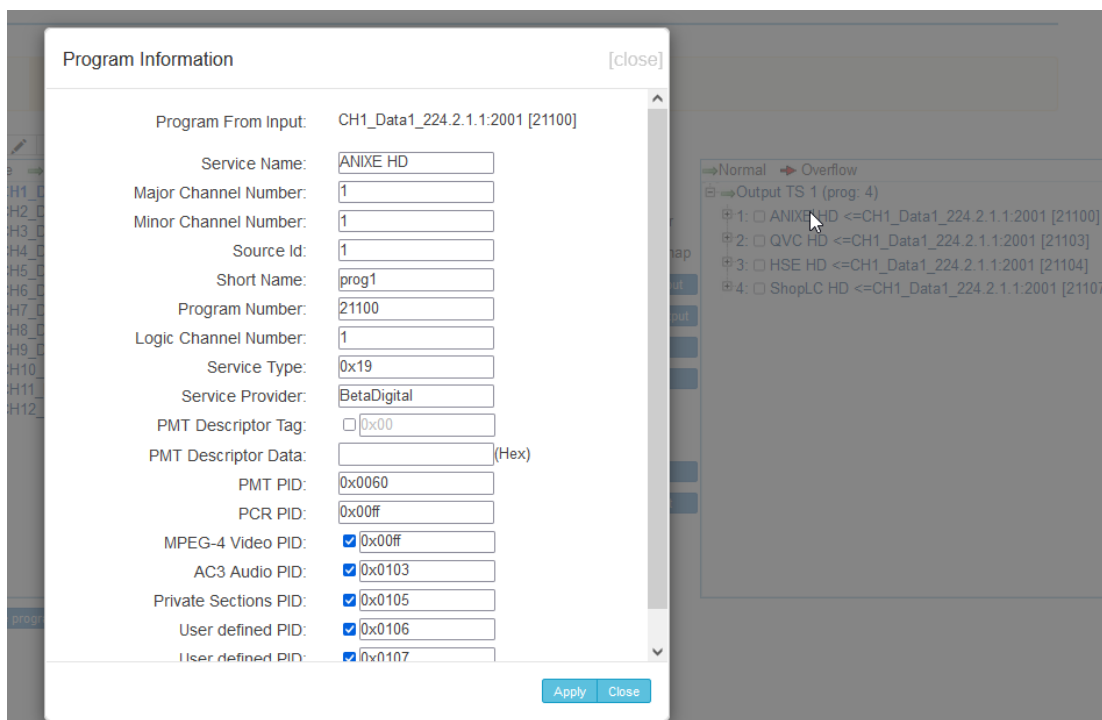 Program Information
[close]
Program From Input: CH1_Data1_224.2.1.1:2001 [21100]
Service Name: ANIXE HD
Major Channel Number: 1
Minor Channel Number: 1
Source Id: 1
Short Name: prog1
Program Number: 21100
Logic Channel Number: 1
Service Type: 0x19
Service Provider: BetaDigital
PMT Descriptor Tag: 0x00
PMT Descriptor Data: (Hex)
PMT PID: 0x0060
PCR PID: 0x00ff
MPEG-4 Video PID: 0x00ff
AC3 Audio PID: 0x0103
Private Sections PID: 0x0105
User defined PID: 0x0106
User defined PID: 0x0107
Apply Close
Normal Overflow
Output TS 1 (prog: 4)
1: ANIXE HD <=CH1_Data1_224.2.1.1:2001 [21100]
2: QVC HD <=CH1_Data1_224.2.1.1:2001 [21103]
3: HSE HD <=CH1_Data1_224.2.1.1:2001 [21104]
4: ShopLC HD <=CH1_Data1_224.2.1.1:2001 [21107